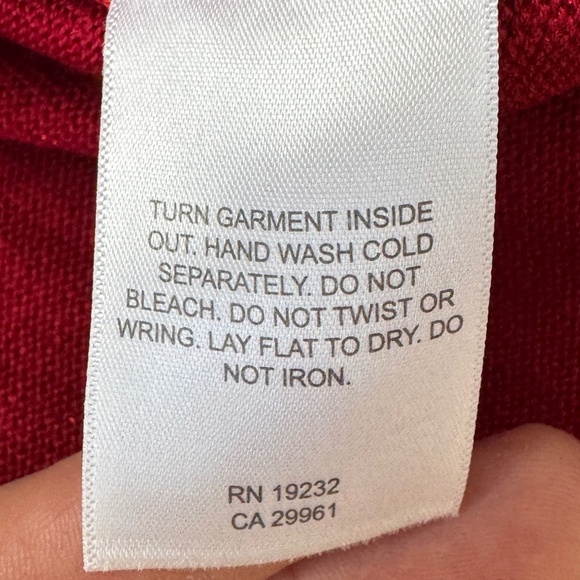 TURN GARMENT INSIDE
OUT. HAND WASH COLD
SEPARATELY. DO NOT
BLEACH. DO NOT TWIST OR
WRING. LAY FLAT TO DRY. DO
NOT IRON.
RN 19232
CA 29961